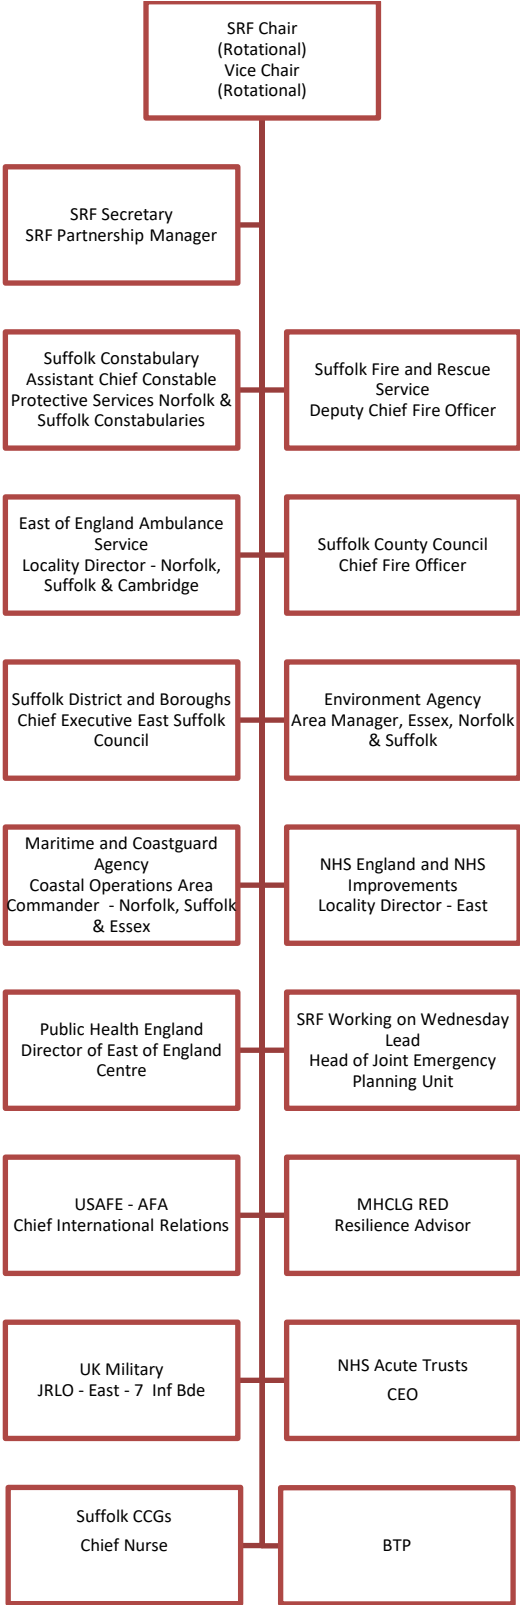 SRF Chair
(Rotational)
Vice Chair
(Rotational)
SRF Secretary
SRF Partnership Manager
Suffolk Constabulary
Assistant Chief Constable
Protective Services Norfolk &
Suffolk Constabularies
Suffolk Fire and Rescue
Service
Deputy Chief Fire Officer
East of England Ambulance
Service
Locality Director - Norfolk,
Suffolk & Cambridge
Suffolk County Council
Chief Fire Officer
Suffolk District and Boroughs
Chief Executive East Suffolk
Council
Environment Agency
Area Manager, Essex, Norfolk
& Suffolk
Maritime and Coastguard
Agency
Coastal Operations Area
Commander - Norfolk, Suffolk
& Essex
NHS England and NHS
Improvements
Locality Director - East
Public Health England
Director of East of England
Centre
SRF Working on Wednesday
Lead
Head of Joint Emergency
Planning Unit
USAFE - AFA
Chief International Relations
MHCLG RED
Resilience Advisor
UK Military
JRLO - East - 7 Inf Bde
NHS Acute Trusts
CEO
Suffolk CCGs
Chief Nurse
BTP